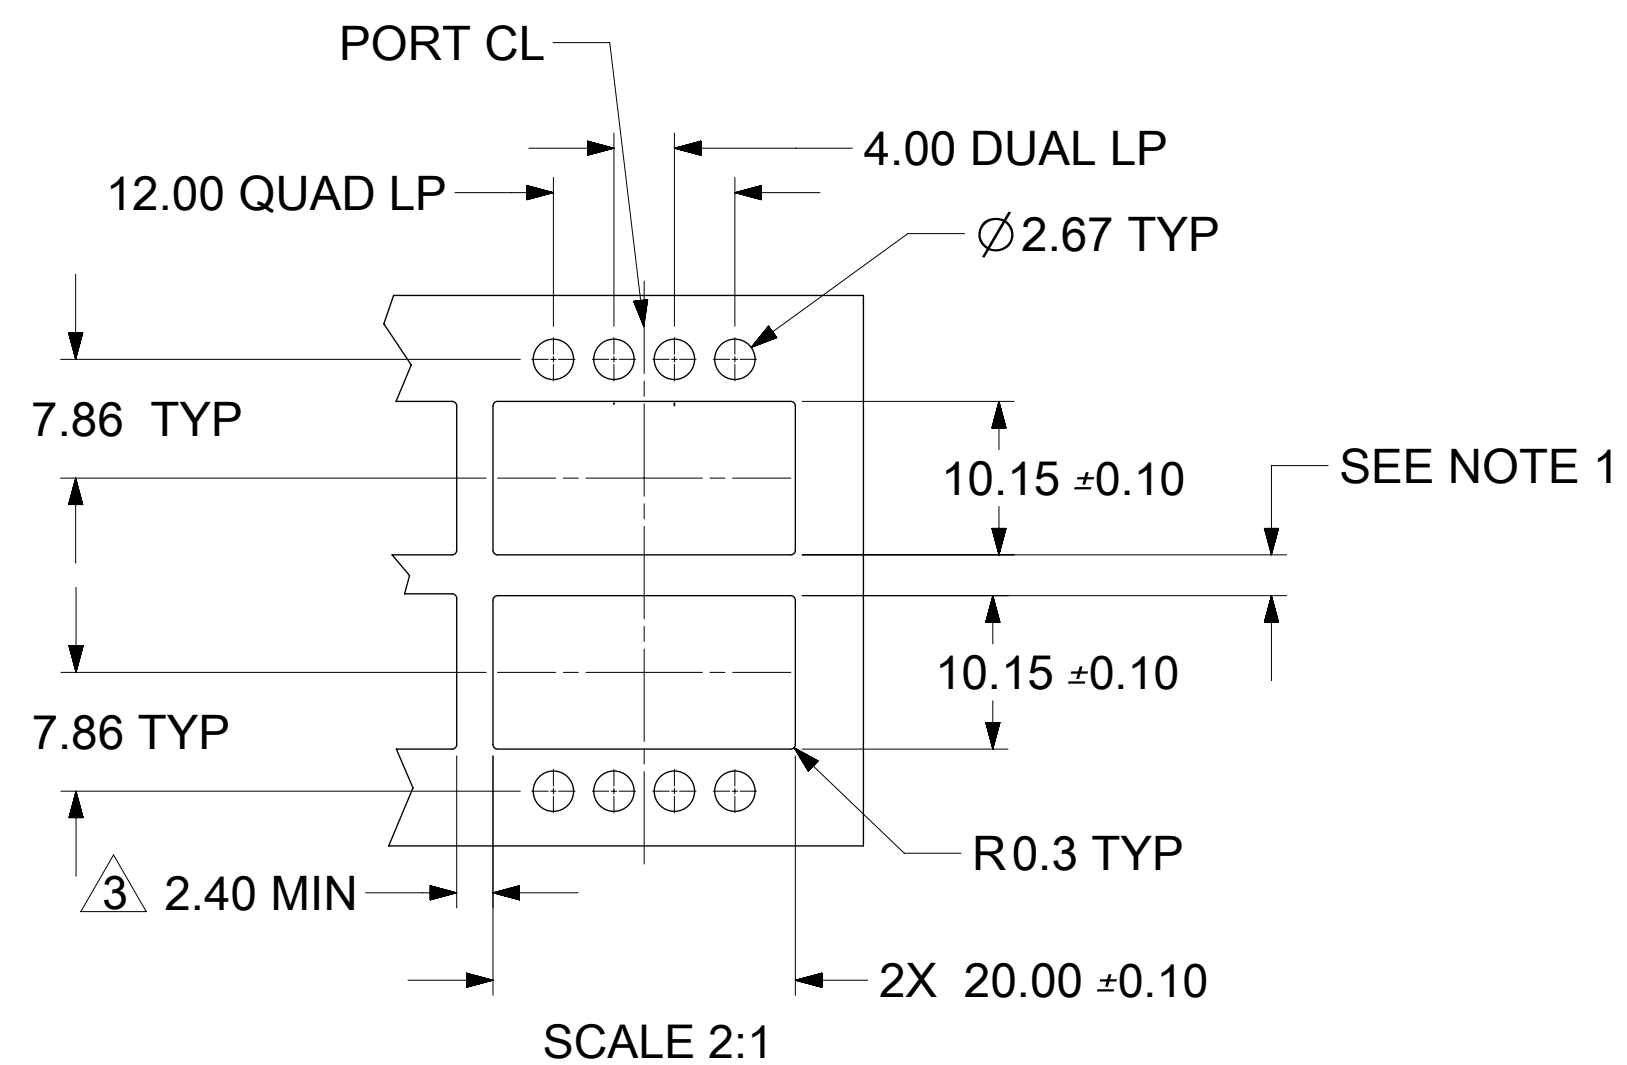 PORT CL
4.00 DUAL LP
12.00 QUAD LP
∅2.67 TYP
7.86 TYP
10.15 ±0.10
SEE NOTE 1
10.15 ±0.10
7.86 TYP
R0.3 TYP
3 2.40 MIN
2X 20.00 ±0.10
SCALE 2:1